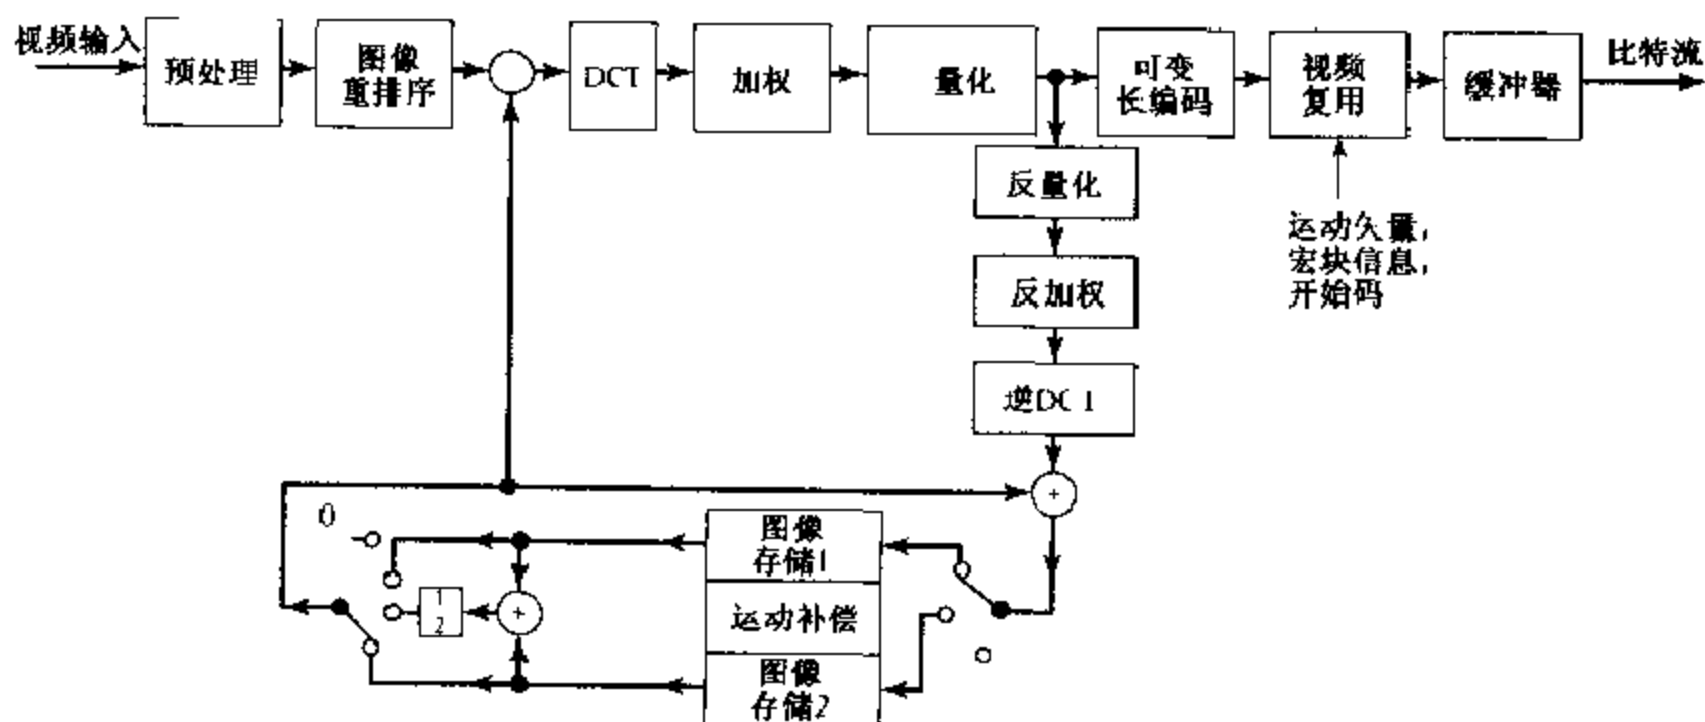 视频输入
预处理
图像
重排序
DCT
加权
量化
可变
长编码
视频
复用
缓冲器
比特流
反量化
运动久量,
宏块信息,
开始码
反加权
逆DCT
+
0
图像
存储1
1
2
+
运动补偿
图像
存储2